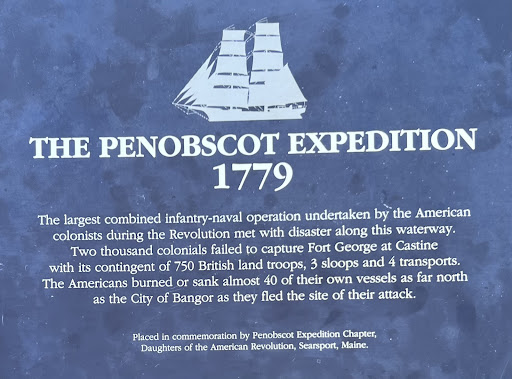 THE PENOBSCOT EXPEDITION
1779
The largest combined infantry-naval operation undertaken by the American
colonists during the Revolution met with disaster along this waterway.
Two thousand colonials failed to capture Fort George at Castine
with its contingent of 750 British land troops, 3 sloops and 4 transports.
The Americans burned or sank almost 40 of their own vessels as far north
as the City of Bangor as they fled the site of their attack.
Placed in commemoration by Penobscot Expedition Chapter,
Daughters of the American Revolution, Searsport, Maine.